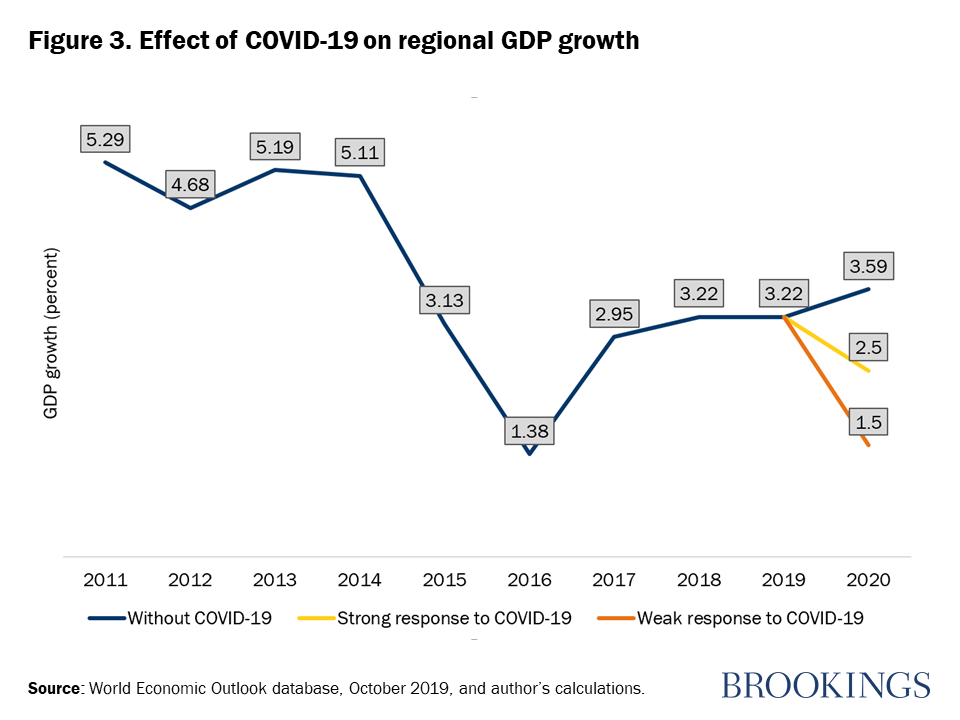 Figure 3. Effect of COVID-19 on regional GDP growth
5.29
4.68
5.19
5.11
3.13
1.38
2.95
3.22
3.22
3.59
2.5
1.5
GDP growth (percent)
2011 2012 2013 2014 2015 2016 2017 2018 2019 2020
Without COVID-19 Strong response to COVID-19 Weak response to COVID-19
Source: World Economic Outlook database, October 2019, and author's calculations.
BROOKINGS